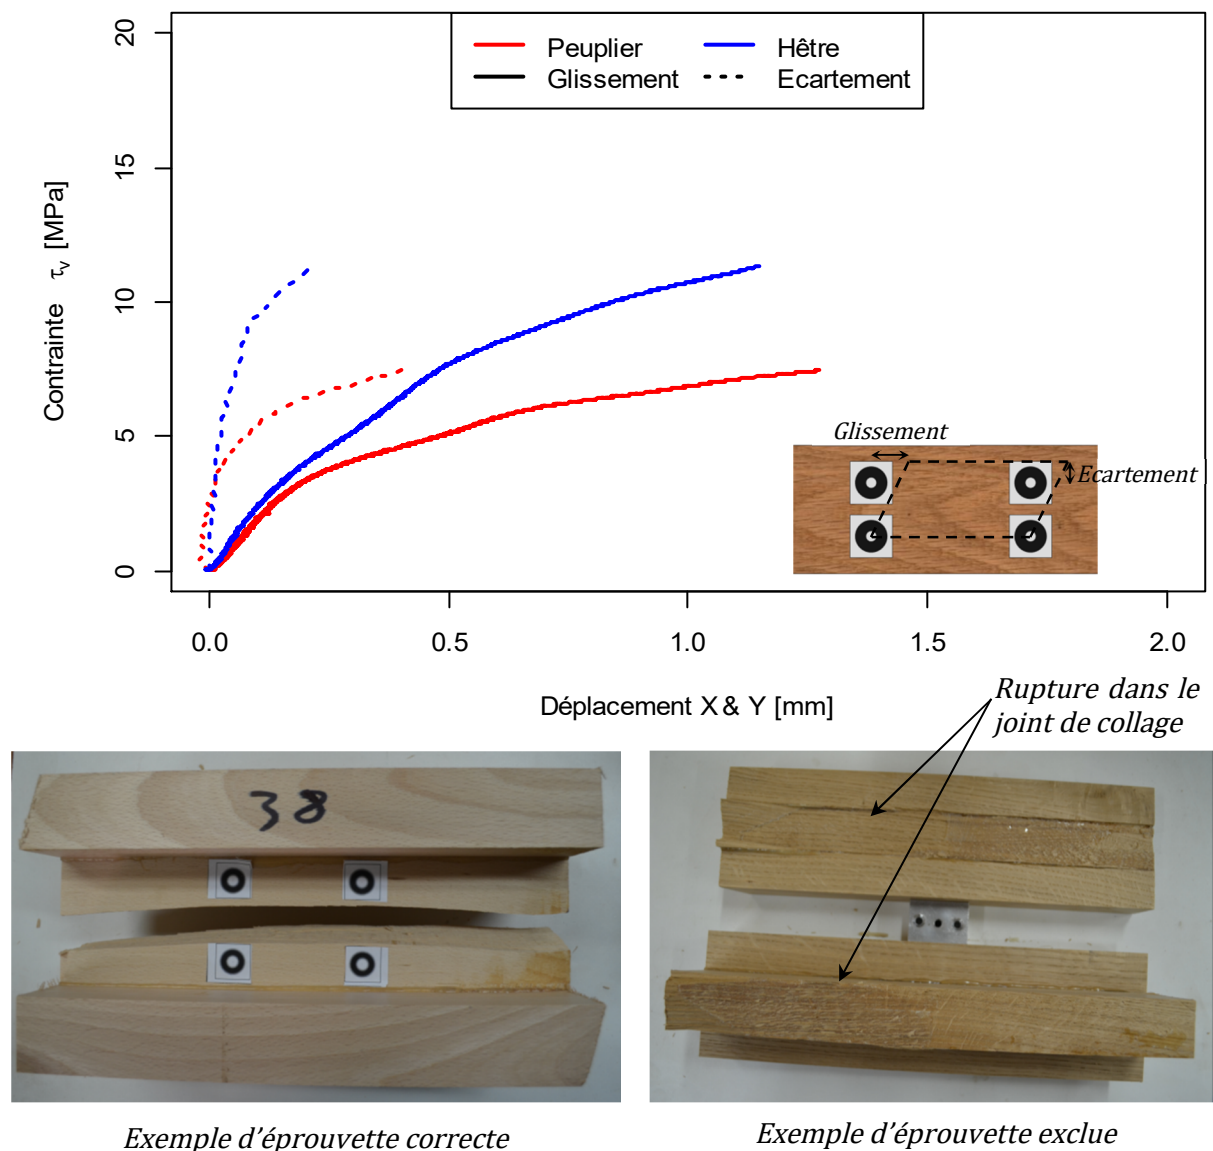 Peuplier
Hêtre
Glissement
Ecartement
20
15
10
5
0
Contrainte τv [MPa]
Glissement
Ecartement
0.0
0.5
1.0
1.5
2.0
Déplacement X & Y [mm]
Rupture dans le
joint de collage
38
Exemple d'éprouvette correcte
Exemple d'éprouvette exclue